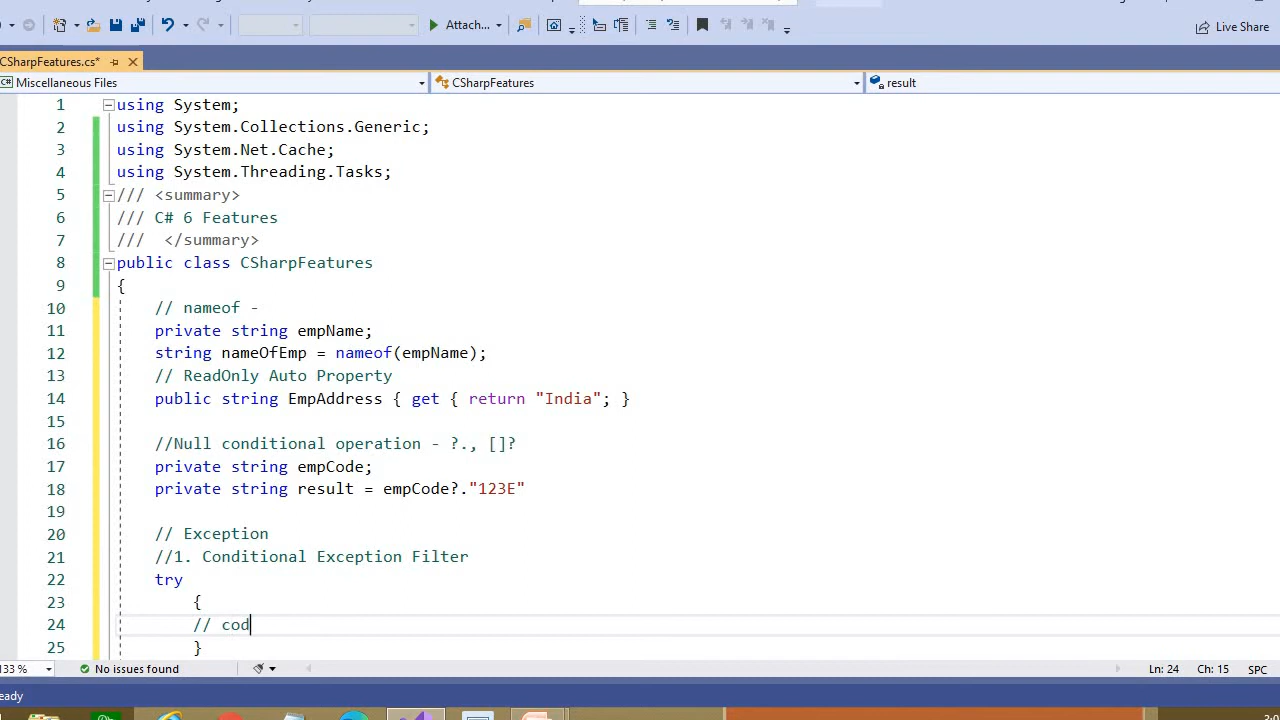 Attach...
Live Share
CSharpFeatures.cs*
Miscellaneous Files
CSharpFeatures
result
1 using System;
2 using System.Collections.Generic;
3 using System.Net.Cache;
4 using System.Threading.Tasks;
5 /// <summary>
6 /// C# 6 Features
7 ///  </summary>
8 public class CSharpFeatures
9 {
10 // nameof -
11 private string empName;
12 string nameOfEmp = nameof(empName);
13 // ReadOnly Auto Property
14 public string EmpAddress { get { return "India"; }
15
16 //Null conditional operation - ?., []?
17 private string empCode;
18 private string result = empCode?."123E"
19
20 // Exception
21 //1. Conditional Exception Filter
22 try
23 {
24 // cod
25 }
133 %
No issues found
Ln: 24
Ch: 15
SPC
eady